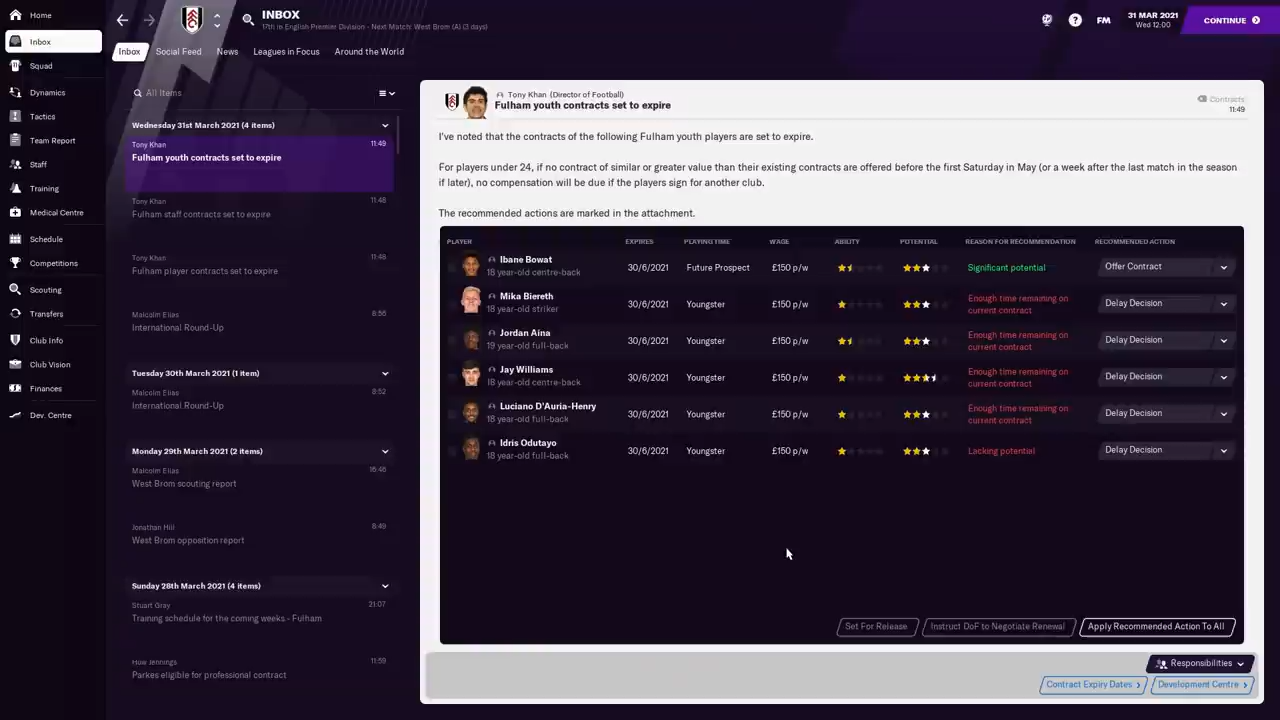 Home
Inbox
Squad
Dynamics
Tactics
Team Report
Staff
Training
Medical Centre
Schedule
Competitions
Scouting
Transfers
Club Info
Club Vision
Finances
Dev. Centre
INBOX
17th in English Premier Division - Next Match: West Brom (A) (3 days)
FM
31 MAR 2021
Wed 12:00
CONTINUE
Inbox
Social Feed
News
Leagues in Focus
Around the World
All Items
Wednesday 31st March 2021 (4 items)
Tony Khan 11:49
Fulham youth contracts set to expire
Tony Khan 11:48
Fulham staff contracts set to expire
Tony Khan 11:48
Fulham player contracts set to expire
Malcolm Elias 8:56
International Round-Up
Tuesday 30th March 2021 (1 item)
Malcolm Elias 8:52
International Round-Up
Monday 29th March 2021 (2 items)
Malcolm Elias 16:46
West Brom scouting report
Jonathan Hill 8:49
West Brom opposition report
Sunday 28th March 2021 (4 items)
Stuart Gray 21:07
Training schedule for the coming weeks - Fulham
Huw Jennings 11:59
Parkes eligible for professional contract
Tony Khan (Director of Football)
Fulham youth contracts set to expire
Contracts
11:49
I've noted that the contracts of the following Fulham youth players are set to expire.
For players under 24, if no contract of similar or greater value than their existing contracts are offered before the first Saturday in May (or a week after the last match in the season
if later), no compensation will be due if the players sign for another club.
The recommended actions are marked in the attachment.
PLAYER EXPIRES PLAYING TIME WAGE ABILITY POTENTIAL REASON FOR RECOMMENDATION RECOMMENDED ACTION
Ibane Bowat
18 year-old centre-back
30/6/2021 Future Prospect £150 p/w Significant potential Offer Contract
Mika Biereth
18 year-old striker
30/6/2021 Youngster £150 p/w Enough time remaining on
current contract
Delay Decision
Jordan Aina
19 year-old full-back
30/6/2021 Youngster £150 p/w Enough time remaining on
current contract
Delay Decision
Jay Williams
18 year-old centre-back
30/6/2021 Youngster £150 p/w Enough time remaining on
current contract
Delay Decision
Luciano D'Auria-Henry
18 year-old full-back
30/6/2021 Youngster £150 p/w Enough time remaining on
current contract
Delay Decision
Idris Odutayo
18 year-old full-back
30/6/2021 Youngster £150 p/w Lacking potential Delay Decision
Set For Release
Instruct DoF to Negotiate Renewal
Apply Recommended Action To All
Responsibilities
Contract Expiry Dates
Development Centre